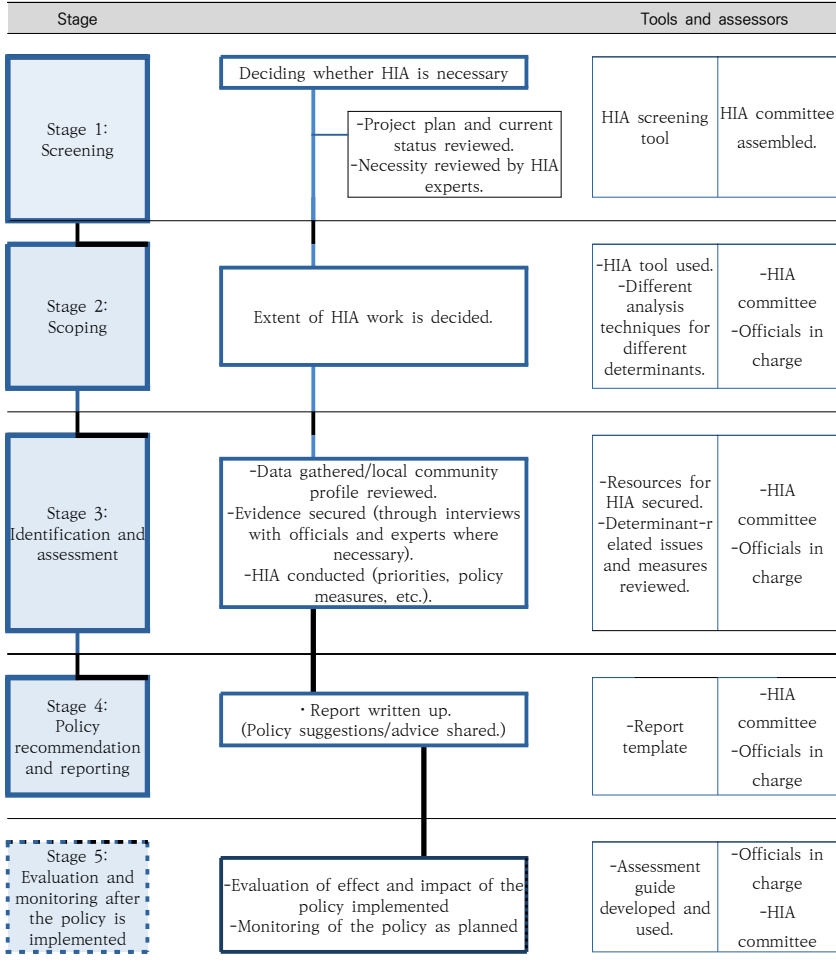 Stage
Tools and assessors
Stage 1:
Screening
Deciding whether HIA is necessary
-Project plan and current
status reviewed.
-Necessity reviewed by HIA
experts.
HIA screening
tool
HIA committee
assembled.
Stage 2:
Scoping
Extent of HIA work is decided.
-HIA tool used.
-Different
analysis
techniques for
different
determinants.
-HIA
committee
-Officials in
charge
Stage 3:
Identification and
assessment
-Data gathered/local community
profile reviewed.
-Evidence secured (through interviews
with officials and experts where
necessary).
-HIA conducted (priorities, policy
measures, etc.).
-Resources for
HIA secured.
-Determinant-r
elated issues
and measures
reviewed.
-HIA
committee
-Officials in
charge
Stage 4:
Policy
recommendation
and reporting
· Report written up.
(Policy suggestions/advice shared.)
-Report
template
-HIA
committee
-Officials in
charge
Stage 5:
Evaluation and
monitoring after
the policy is
implemented
-Evaluation of effect and impact of the
policy implemented
-Monitoring of the policy as planned
-Assessment
guide
developed and
used.
-Officials in
charge
-HIA
committee